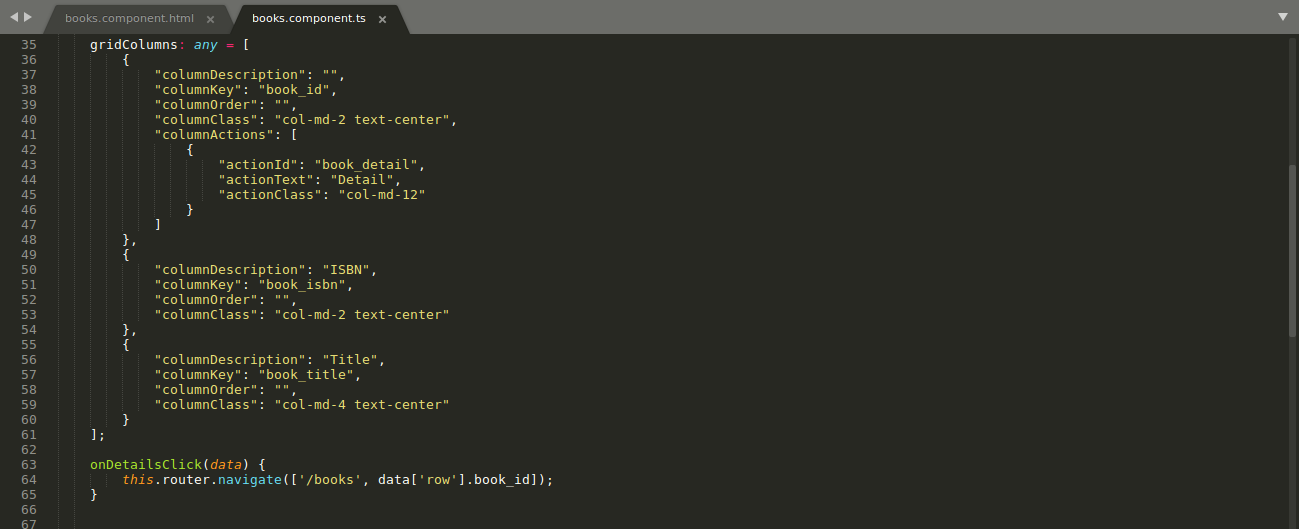 books.component.html × books.component.ts ×
35 gridColumns: any = [
36 {
37 "columnDescription": "",
38 "columnKey": "book_id",
39 "columnOrder": "",
40 "columnClass": "col-md-2 text-center",
41 "columnActions": [
42 {
43 "actionId": "book_detail",
44 "actionText": "Detail",
45 "actionClass": "col-md-12"
46 }
47 ]
48 },
49 {
50 "columnDescription": "ISBN",
51 "columnKey": "book_isbn",
52 "columnOrder": "",
53 "columnClass": "col-md-2 text-center"
54 },
55 {
56 "columnDescription": "Title",
57 "columnKey": "book_title",
58 "columnOrder": "",
59 "columnClass": "col-md-4 text-center"
60 }
61 ];
62
63 onDetailsClick(data) {
64 this.router.navigate(['/books', data['row'].book_id]);
65 }
66
67